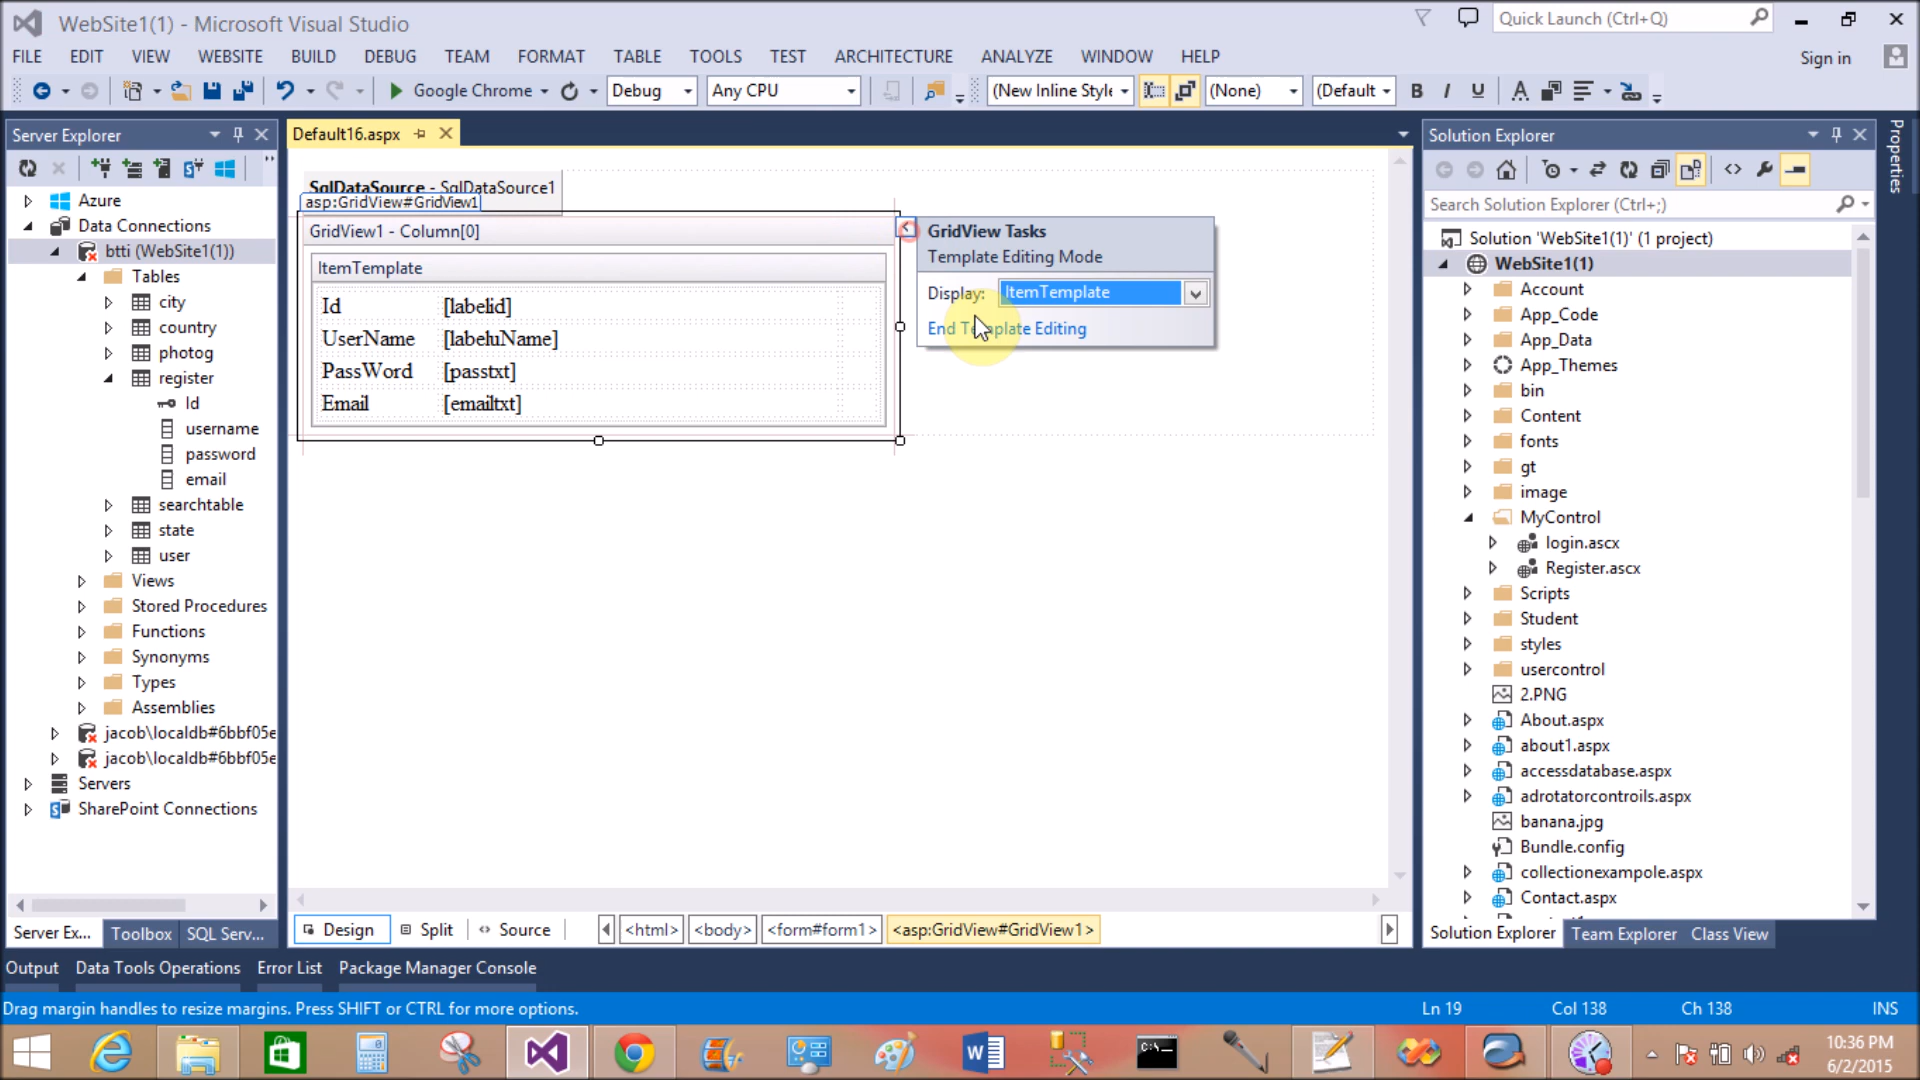 WebSite1(1) - Microsoft Visual Studio
Quick Launch (Ctrl+Q)
FILE EDIT VIEW WEBSITE BUILD DEBUG TEAM FORMAT TABLE TOOLS TEST ARCHITECTURE ANALYZE WINDOW HELP
Sign in
Google Chrome Debug Any CPU (New Inline Style (None) (Default B I U A
Server Explorer
Azure
Data Connections
btti (WebSite1(1))
Tables
city
country
photog
register
Id
username
password
email
searchtable
state
user
Views
Stored Procedures
Functions
Synonyms
Types
Assemblies
jacob\localdb#6bbf05e
jacob\localdb#6bbf05e
Servers
SharePoint Connections
Server Ex... Toolbox SQL Serv...
Default16.aspx
SqlDataSource - SqlDataSource1
asp:GridView#GridView1
GridView1 - Column[0]
ItemTemplate
Id [labelid]
UserName [labeluName]
PassWord [passtxt]
Email [emailtxt]
GridView Tasks
Template Editing Mode
Display: ItemTemplate
End Template Editing
Design Split Source <html> <body> <form#form1> <asp:GridView#GridView1>
Solution Explorer
Search Solution Explorer (Ctrl+;)
Solution 'WebSite1(1)' (1 project)
WebSite1(1)
Account
App_Code
App_Data
App_Themes
bin
Content
fonts
gt
image
MyControl
login.ascx
Register.ascx
Scripts
Student
styles
usercontrol
2.PNG
About.aspx
about1.aspx
accessdatabase.aspx
adrotatorcontroils.aspx
banana.jpg
Bundle.config
collectionexampole.aspx
Contact.aspx
Solution Explorer Team Explorer Class View
Properties
Output Data Tools Operations Error List Package Manager Console
Drag margin handles to resize margins. Press SHIFT or CTRL for more options.
Ln 19 Col 138 Ch 138 INS
10:36 PM
6/2/2015